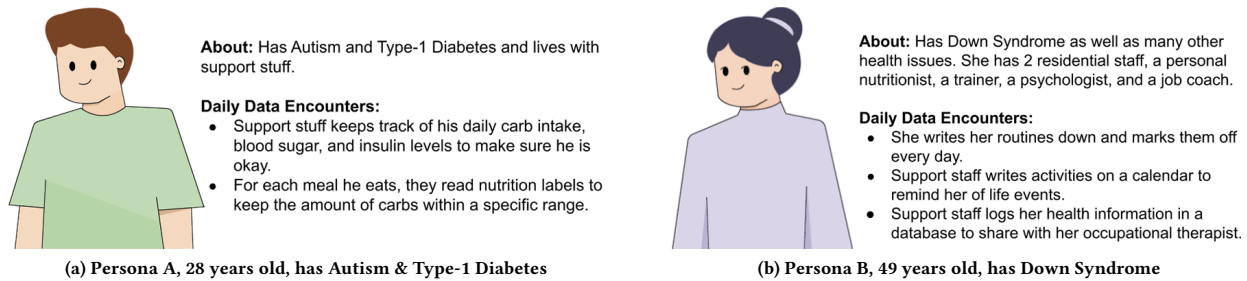 About: Has Autism and Type-1 Diabetes and lives with
support stuff.
Daily Data Encounters:
● Support stuff keeps track of his daily carb intake,
blood sugar, and insulin levels to make sure he is
okay.
● For each meal he eats, they read nutrition labels to
keep the amount of carbs within a specific range.
(a) Persona A, 28 years old, has Autism & Type-1 Diabetes
About: Has Down Syndrome as well as many other
health issues. She has 2 residential staff, a personal
nutritionist, a trainer, a psychologist, and a job coach.
Daily Data Encounters:
● She writes her routines down and marks them off
every day.
● Support staff writes activities on a calendar to
remind her of life events.
● Support staff logs her health information in a
database to share with her occupational therapist.
(b) Persona B, 49 years old, has Down Syndrome